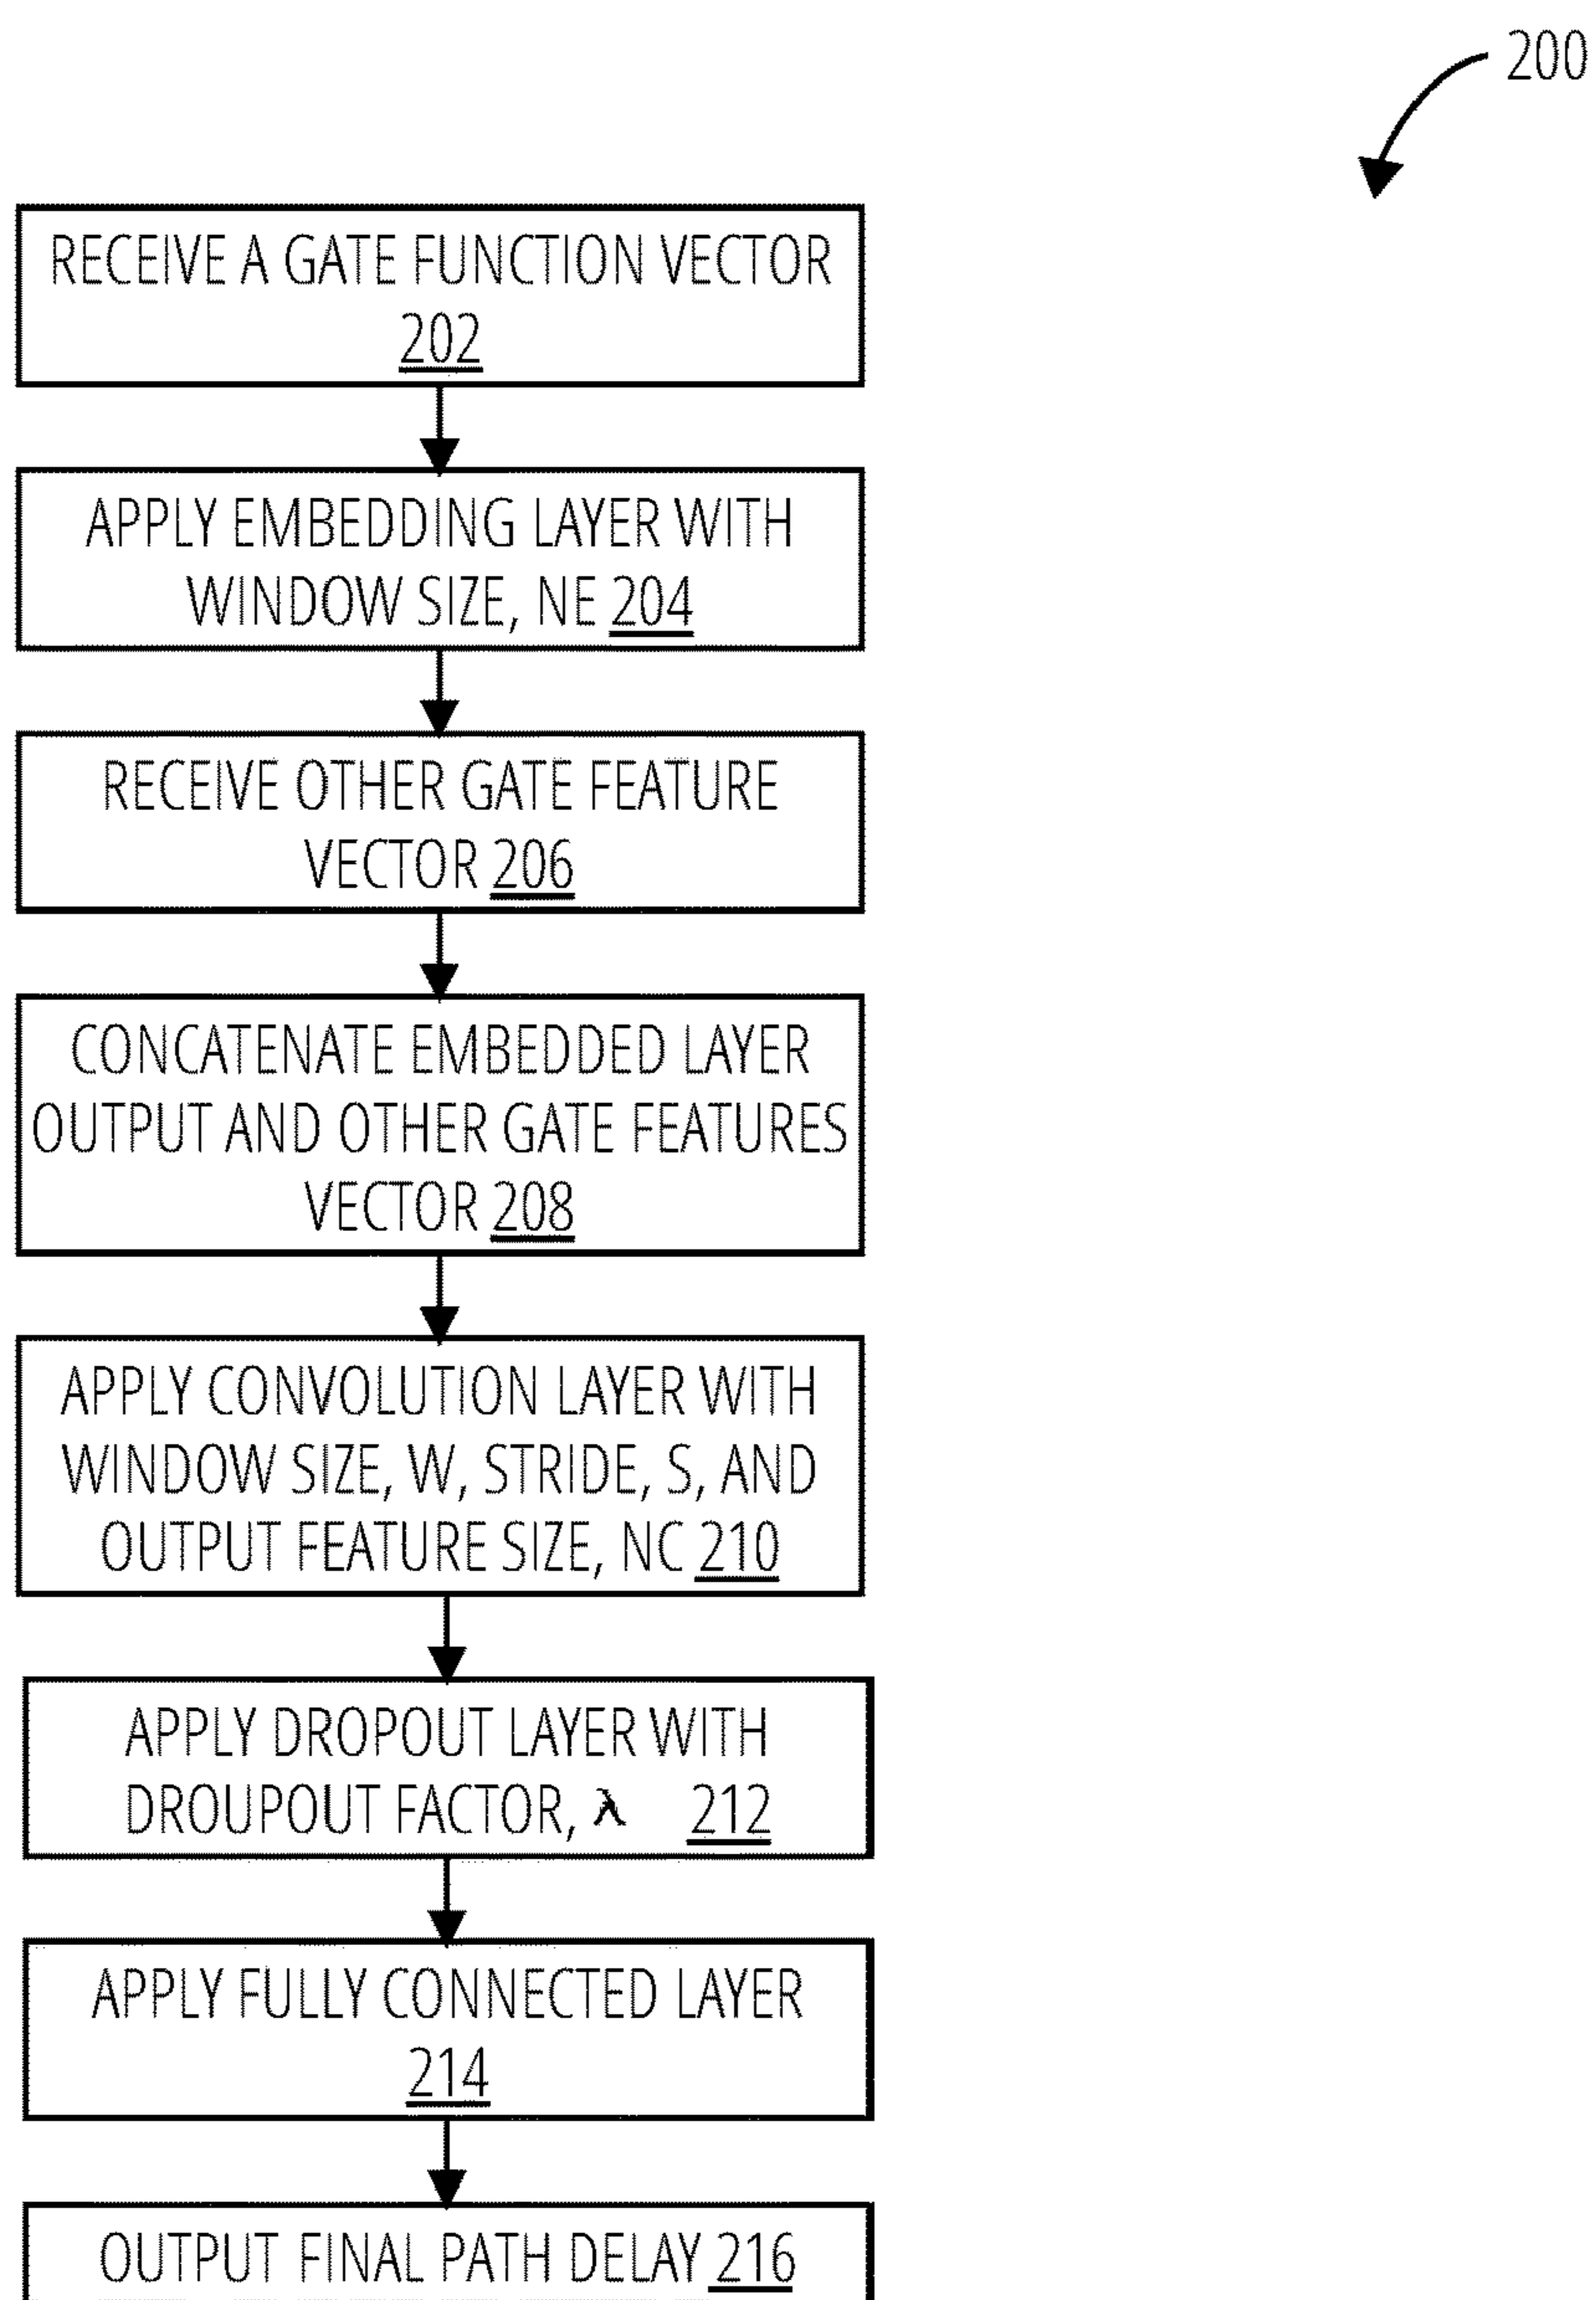 200
RECEIVE A GATE FUNCTION VECTOR
202
APPLY EMBEDDING LAYER WITH
WINDOW SIZE, NE 204
RECEIVE OTHER GATE FEATURE
VECTOR 206
CONCATENATE EMBEDDED LAYER
OUTPUT AND OTHER GATE FEATURES
VECTOR 208
APPLY CONVOLUTION LAYER WITH
WINDOW SIZE, W, STRIDE, S, AND
OUTPUT FEATURE SIZE, NC 210
APPLY DROPOUT LAYER WITH
DROUPOUT FACTOR, λ 212
APPLY FULLY CONNECTED LAYER
214
OUTPUT FINAL PATH DELAY 216